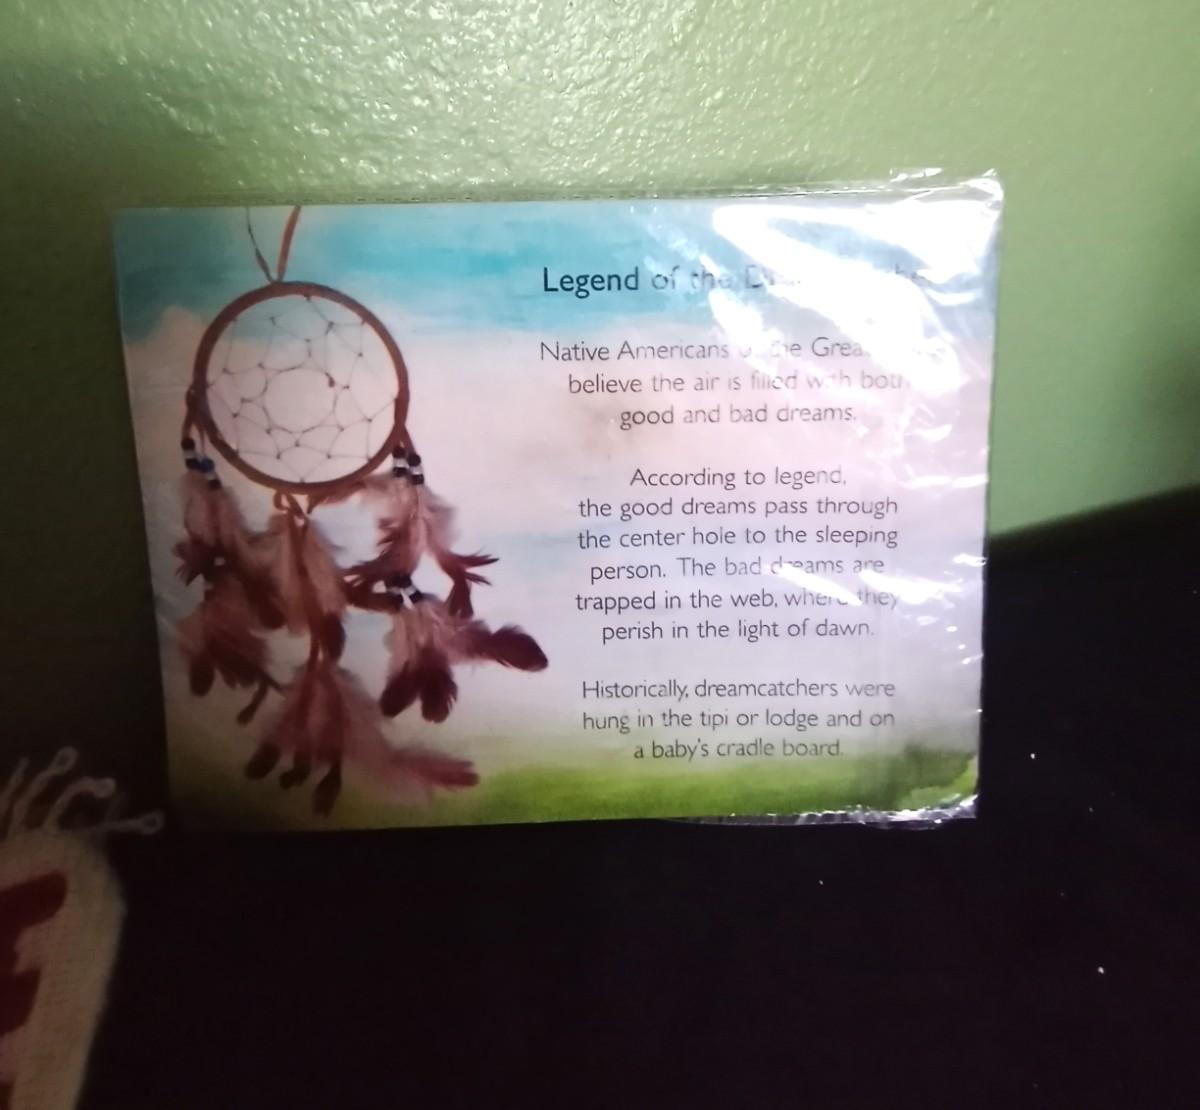 Legend of the
Native Americans the
believe the air is filled with both
good and bad dreams.
According to legend,
the good dreams pass through
the center hole to the sleeping
person. The bad dreams are
trapped in the web, where they
perish in the light of dawn.
Historically, dreamcatchers were
hung in the tipi or lodge and on
a baby's cradle board.